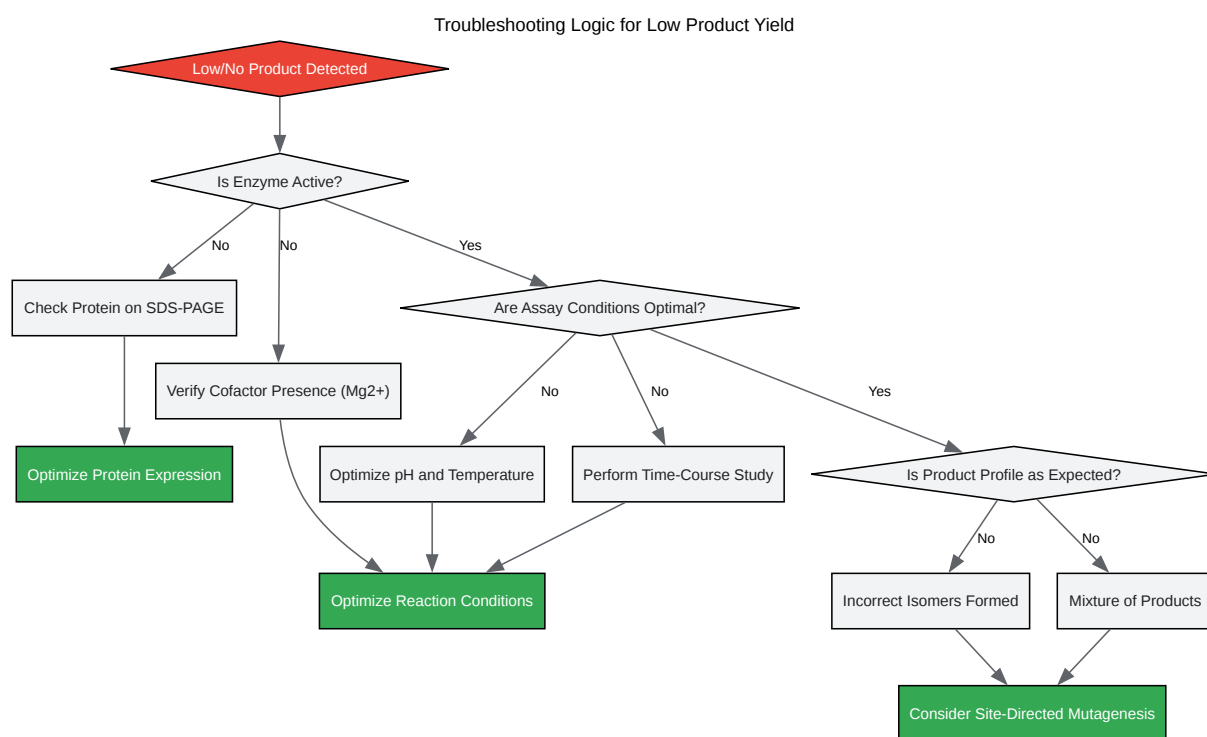 Troubleshooting Logic for Low Product Yield
Low/No Product Detected
Is Enzyme Active?
No
No
Yes
Check Protein on SDS-PAGE
Are Assay Conditions Optimal?
Verify Cofactor Presence (Mg2+)
No
No
Yes
Optimize Protein Expression
Optimize pH and Temperature
Perform Time-Course Study
Is Product Profile as Expected?
No
No
Optimize Reaction Conditions
Incorrect Isomers Formed
Mixture of Products
Consider Site-Directed Mutagenesis